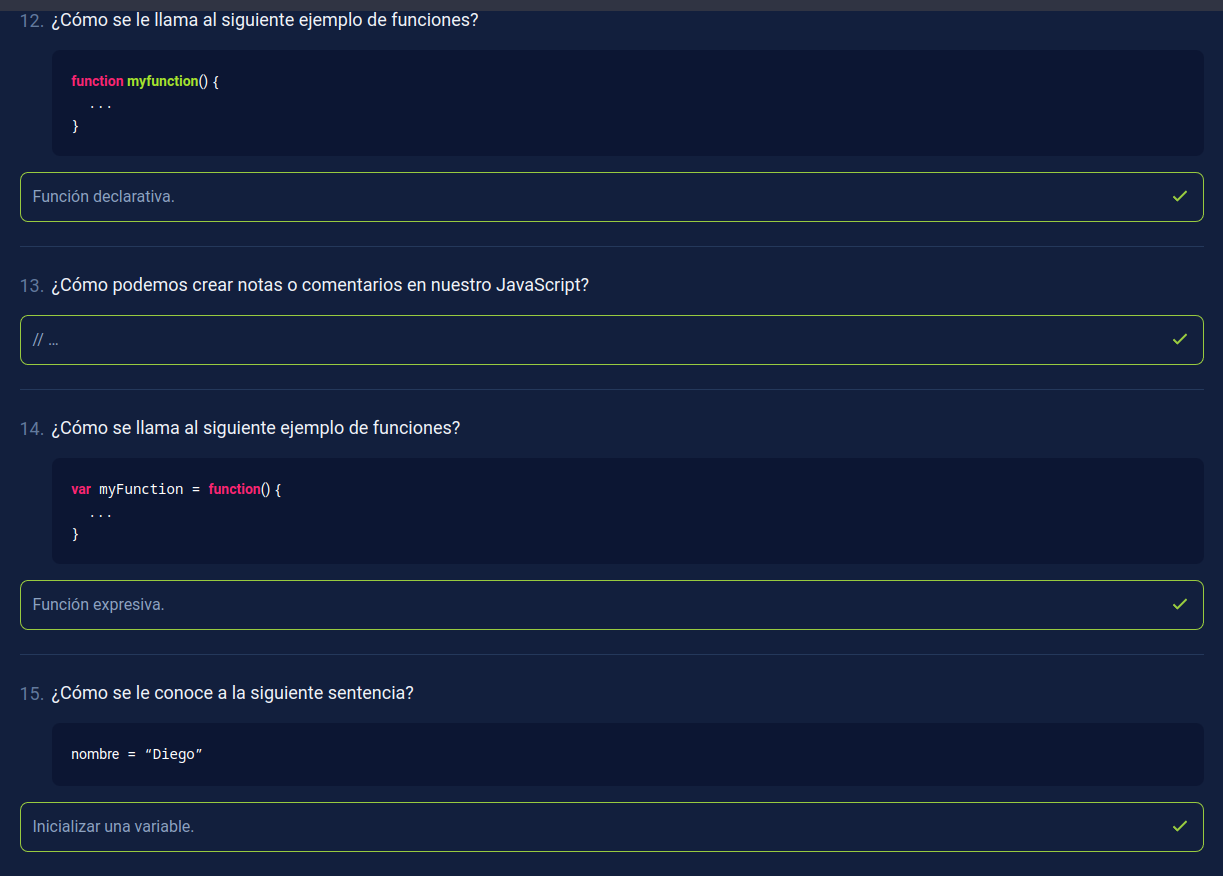 12. ¿Cómo se le llama al siguiente ejemplo de funciones?
function myfunction() {
...
}
Función declarativa.
13. ¿Cómo podemos crear notas o comentarios en nuestro JavaScript?
// ...
14. ¿Cómo se llama al siguiente ejemplo de funciones?
var myFunction = function() {
...
}
Función expresiva.
15. ¿Cómo se le conoce a la siguiente sentencia?
nombre = “Diego”
Inicializar una variable.